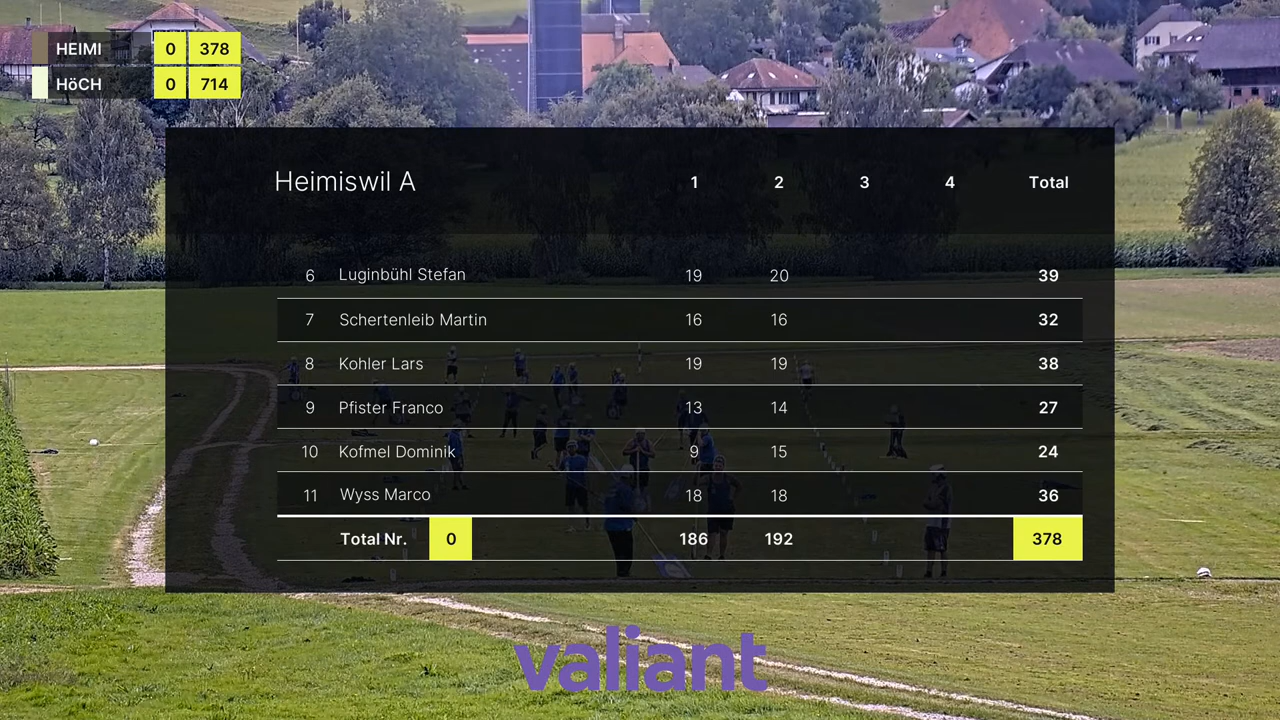 HEIMI 0 378
HöCH 0 714
Heimiswil A 1 2 3 4 Total
6 Luginbühl Stefan 19 20 39
7 Schertenleib Martin 16 16 32
8 Kohler Lars 19 19 38
9 Pfister Franco 13 14 27
10 Kofmel Dominik 9 15 24
11 Wyss Marco 18 18 36
Total Nr. 0 186 192 378
valiant